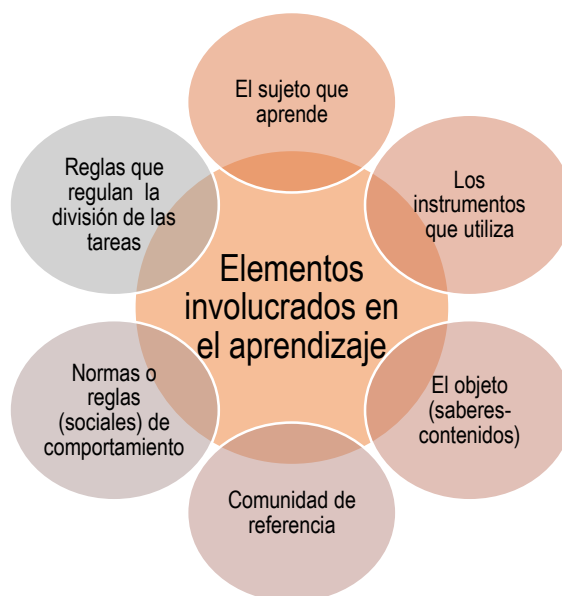 El sujeto que
aprende
Los
instrumentos
que utiliza
El objeto
(saberes-
contenidos)
Comunidad de
referencia
Normas o
reglas
(sociales) de
comportamiento
Reglas que
regulan la
división de las
tareas
Elementos
involucrados en
el aprendizaje